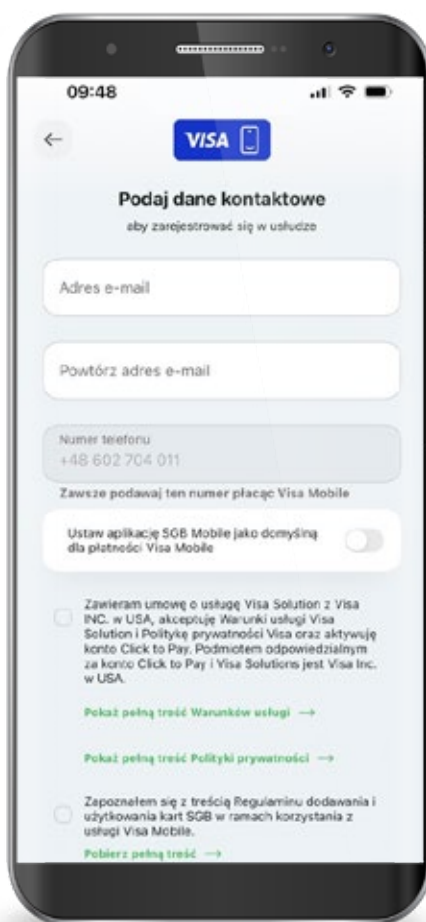 09:48
VISA
Podaj dane kontaktowe
aby zarejestrować się w usłudze
Adres e-mail
Powtórz adres e-mail
Numer telefonu
+48 602 704 011
Zawsze podawaj ten numer płacąc Visa Mobile
Ustaw aplikację SGB Mobile jako domyślną
dla płatności Visa Mobile
Zawieram umowę o usługę Visa Solution z Visa
INC. w USA, akceptuję Warunki usługi Visa
Solution i Politykę prywatności Visa oraz aktywuję
konto Click to Pay. Podmiotem odpowiedzialnym
za konto Click to Pay i Visa Solutions jest Visa Inc.
w USA.
Pokaż pełną treść Warunków usługi →
Pokaż pełną treść Polityki prywatności →
Zapoznałem się z treścią Regulaminu dodawania i
użytkowania kart SGB w ramach korzystania z
usługi Visa Mobile.
Pobierz pełną treść →